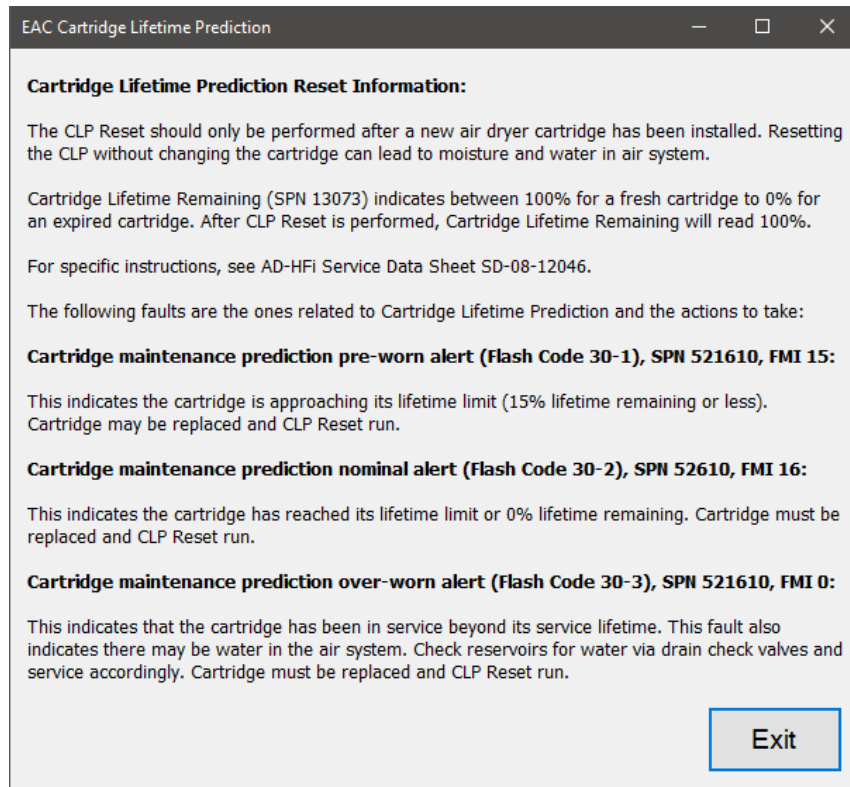 EAC Cartridge Lifetime Prediction
Cartridge Lifetime Prediction Reset Information:
The CLP Reset should only be performed after a new air dryer cartridge has been installed. Resetting
the CLP without changing the cartridge can lead to moisture and water in air system.
Cartridge Lifetime Remaining (SPN 13073) indicates between 100% for a fresh cartridge to 0% for
an expired cartridge. After CLP Reset is performed, Cartridge Lifetime Remaining will read 100%.
For specific instructions, see AD-HFi Service Data Sheet SD-08-12046.
The following faults are the ones related to Cartridge Lifetime Prediction and the actions to take:
Cartridge maintenance prediction pre-worn alert (Flash Code 30-1), SPN 521610, FMI 15:
This indicates the cartridge is approaching its lifetime limit (15% lifetime remaining or less).
Cartridge may be replaced and CLP Reset run.
Cartridge maintenance prediction nominal alert (Flash Code 30-2), SPN 52610, FMI 16:
This indicates the cartridge has reached its lifetime limit or 0% lifetime remaining. Cartridge must be
replaced and CLP Reset run.
Cartridge maintenance prediction over-worn alert (Flash Code 30-3), SPN 521610, FMI 0:
This indicates that the cartridge has been in service beyond its service lifetime. This fault also
indicates there may be water in the air system. Check reservoirs for water via drain check valves and
service accordingly. Cartridge must be replaced and CLP Reset run.
Exit